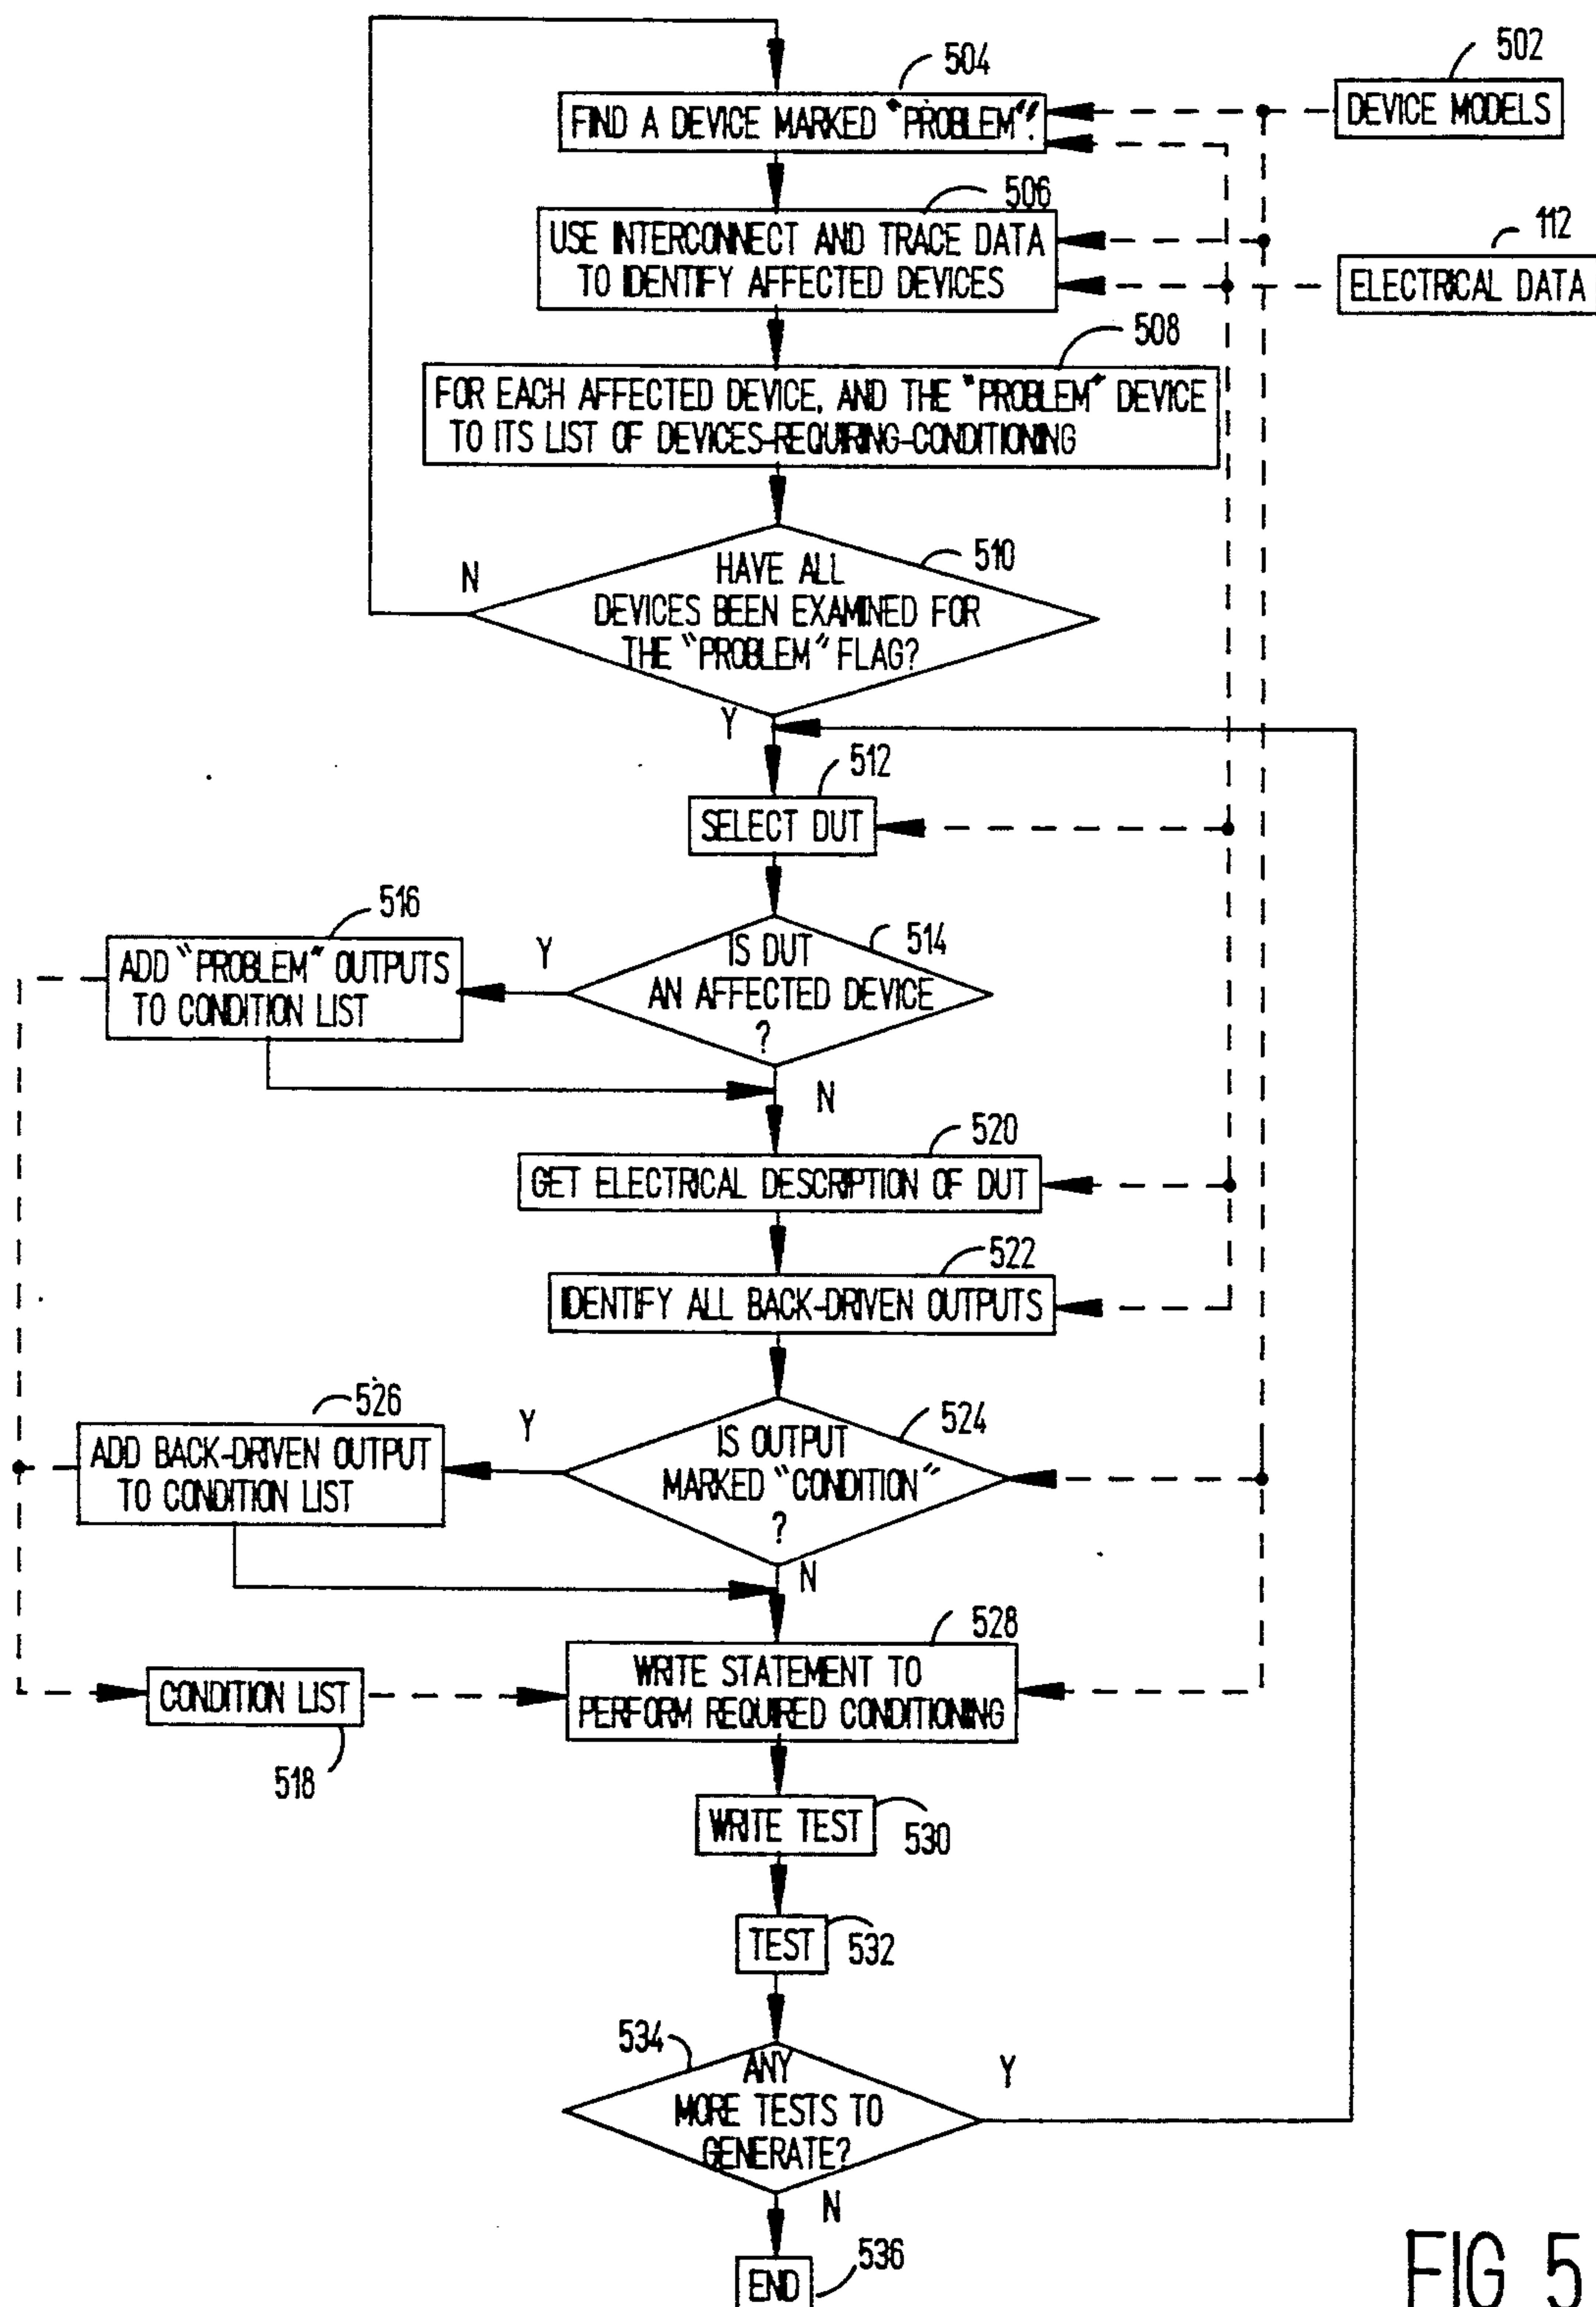 504
502
FIND A DEVICE MARKED "PROBLEM".
DEVICE MODELS
506
USE INTERCONNECT AND TRACE DATA
TO IDENTIFY AFFECTED DEVICES
112
ELECTRICAL DATA
508
FOR EACH AFFECTED DEVICE, AND THE "PROBLEM" DEVICE
TO ITS LIST OF DEVICES-REQUIRING-CONDITIONING
510
N
HAVE ALL
DEVICES BEEN EXAMINED FOR
THE "PROBLEM" FLAG?
Y
512
SELECT DUT
516
ADD "PROBLEM" OUTPUTS
TO CONDITION LIST
Y
514
IS DUT
AN AFFECTED DEVICE
?
N
520
GET ELECTRICAL DESCRIPTION OF DUT
522
IDENTIFY ALL BACK-DRIVEN OUTPUTS
526
ADD BACK-DRIVEN OUTPUT
TO CONDITION LIST
Y
524
IS OUTPUT
MARKED "CONDITION"
?
N
528
CONDITION LIST
518
WRITE STATEMENT TO
PERFORM REQUIRED CONDITIONING
WRITE TEST
530
TEST
532
534
ANY
MORE TESTS TO
GENERATE?
Y
N
END
536
FIG 5